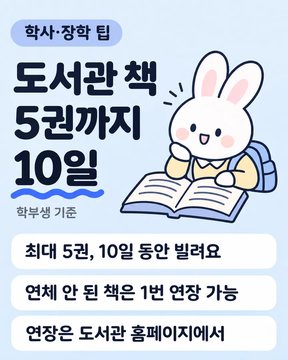 학사·장학 팁
도서관 책
5권까지
10일
학부생 기준
최대 5권, 10일 동안 빌려요
연체 안 된 책은 1번 연장 가능
연장은 도서관 홈페이지에서